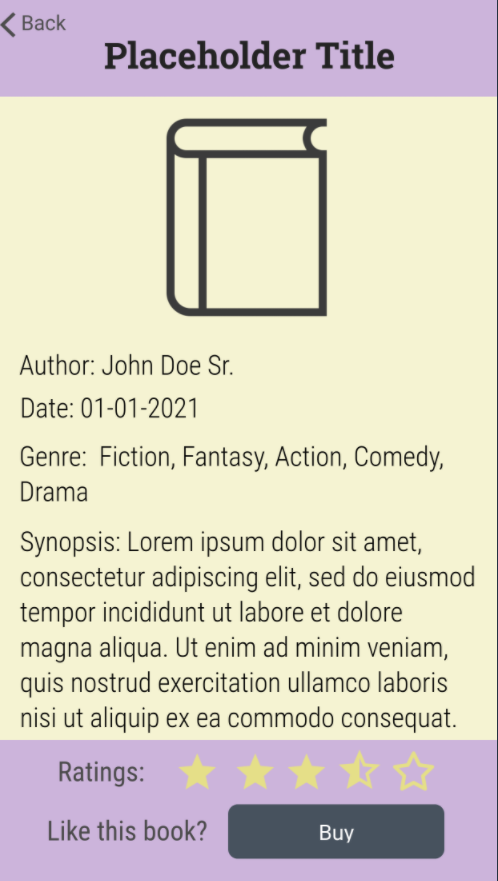 Back
Placeholder Title
Author: John Doe Sr.
Date: 01-01-2021
Genre:  Fiction, Fantasy, Action, Comedy,
Drama
Synopsis: Lorem ipsum dolor sit amet,
consectetur adipiscing elit, sed do eiusmod
tempor incididunt ut labore et dolore
magna aliqua. Ut enim ad minim veniam,
quis nostrud exercitation ullamco laboris
nisi ut aliquip ex ea commodo consequat.
Ratings:
Like this book?
Buy